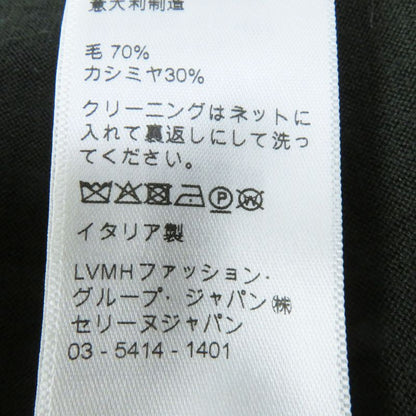 意大利制造
毛 70%
カシミヤ30%
クリーニングはネットに
入れて裏返しにして洗っ
てください。
イタリア製
LVMHファッション・
グループ・ジャパン㈱
セリーヌジャパン
03 - 5414 - 1401